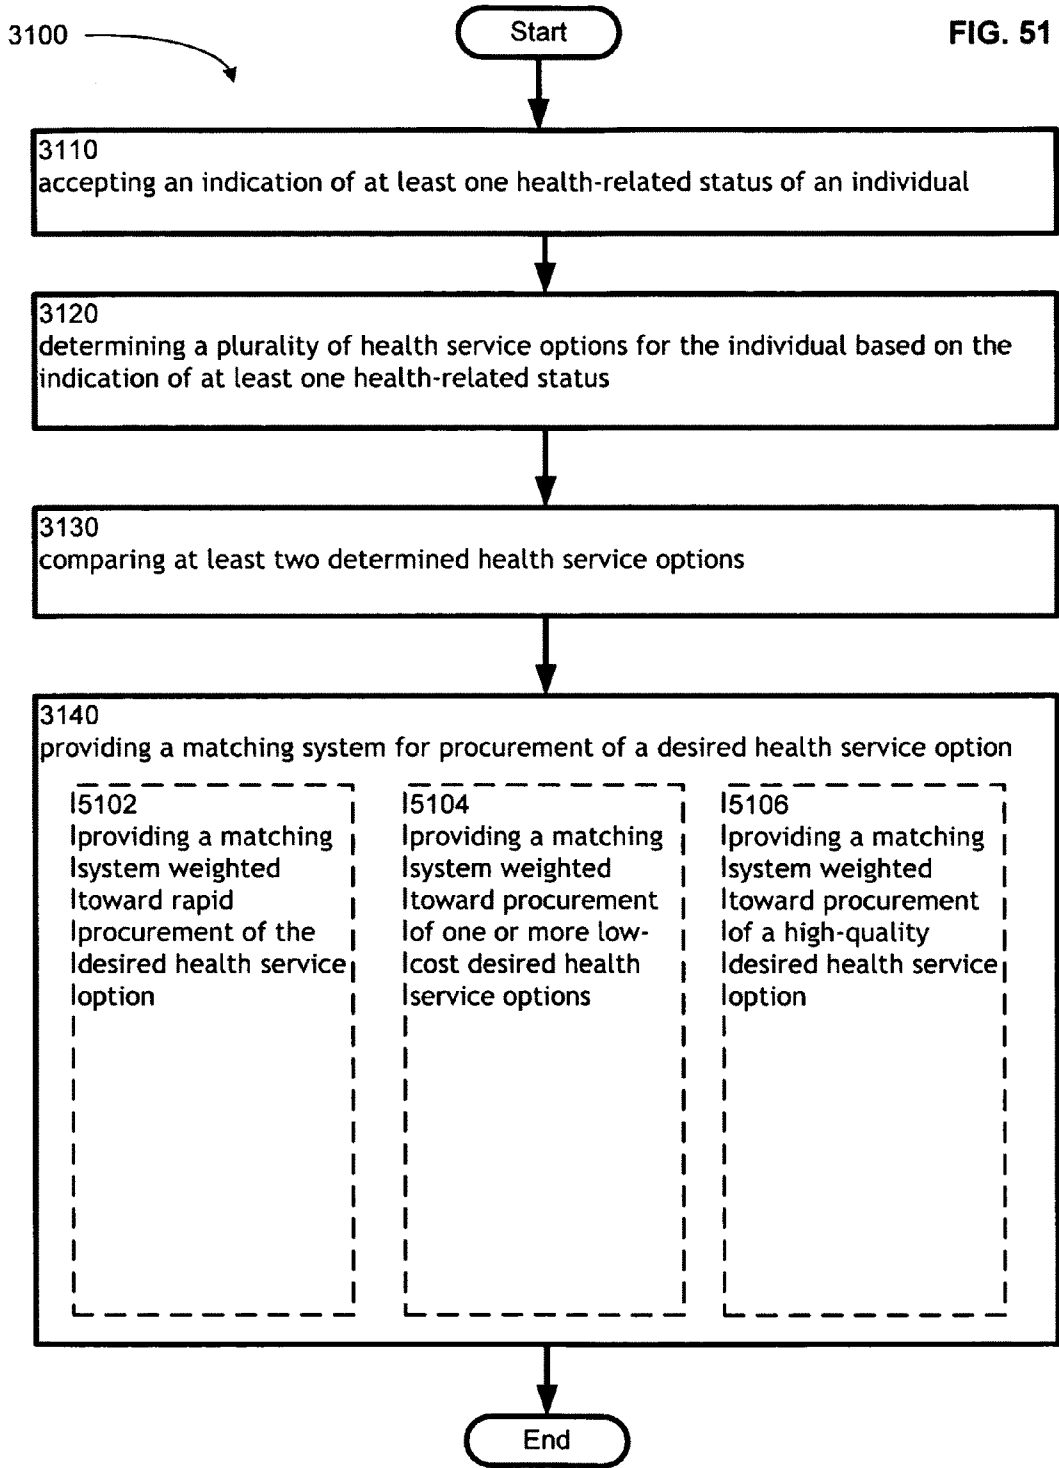 3100
Start
FIG. 51
3110
accepting an indication of at least one health-related status of an individual
3120
determining a plurality of health service options for the individual based on the
indication of at least one health-related status
3130
comparing at least two determined health service options
3140
providing a matching system for procurement of a desired health service option
5102
providing a matching
system weighted
toward rapid
procurement of the
desired health service
option
5104
providing a matching
system weighted
toward procurement
of one or more low-
cost desired health
service options
5106
providing a matching
system weighted
toward procurement
of a high-quality
desired health service
option
End